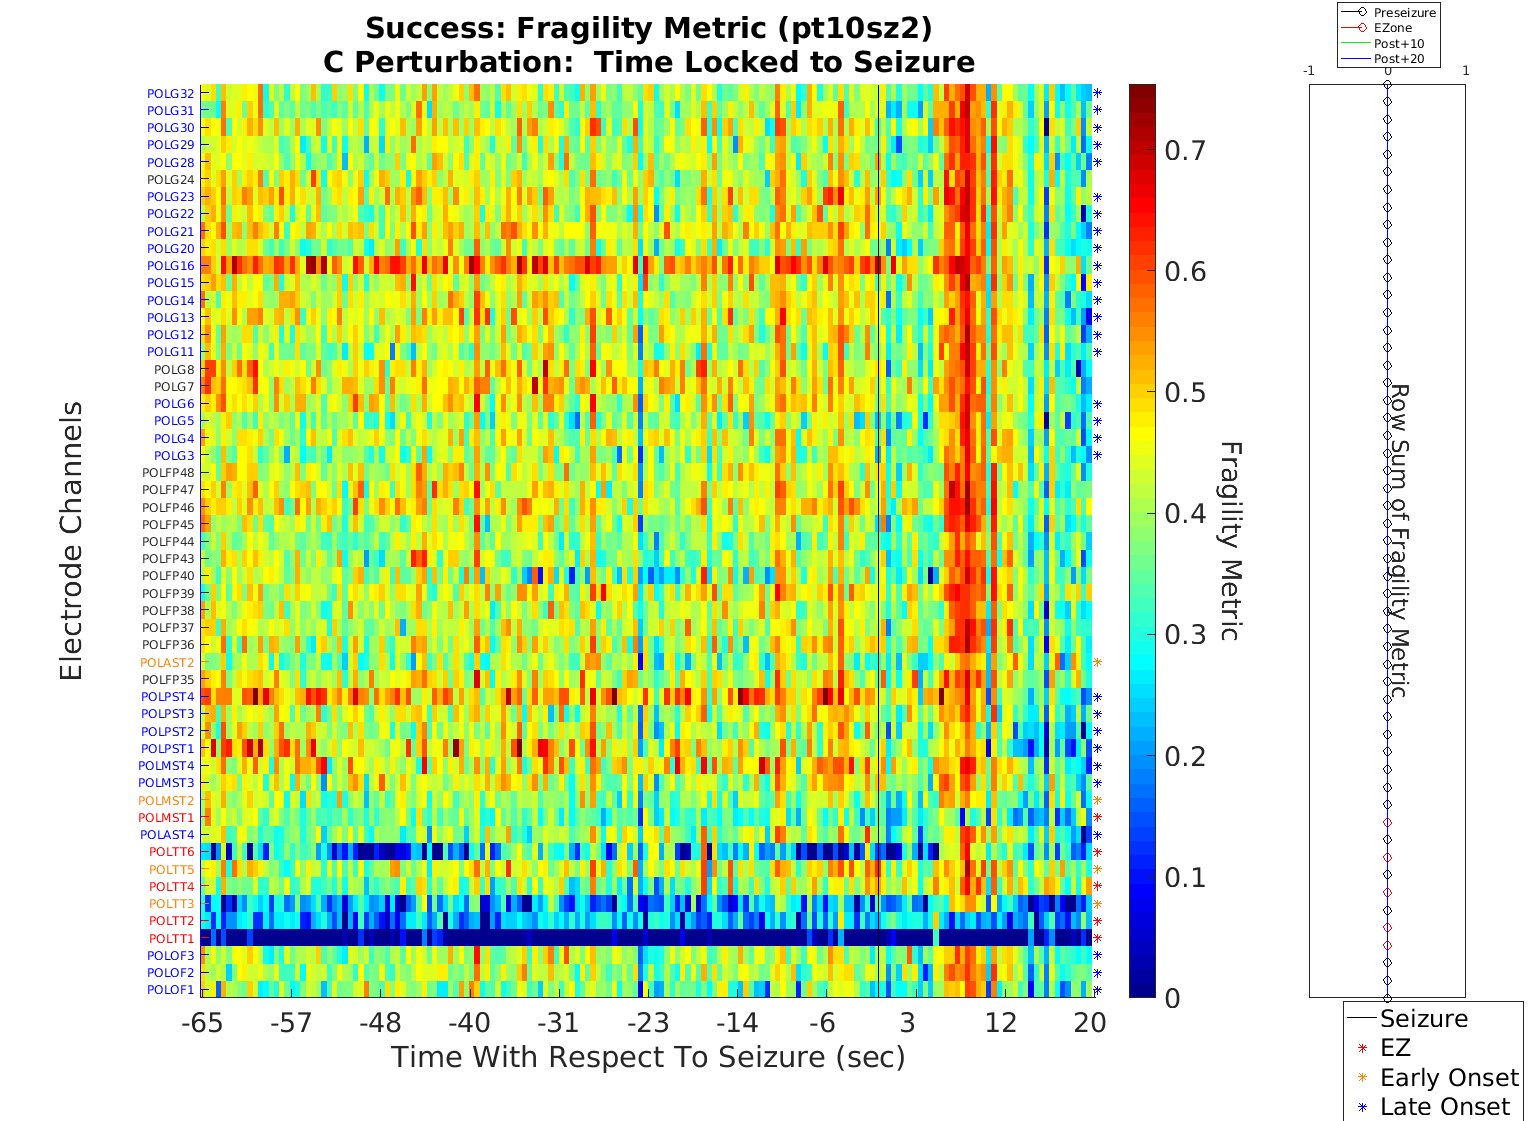 Success: Fragility Metric (pt10sz2)
C Perturbation:  Time Locked to Seizure
Preseizure
EZone
Post+10
Post+20
-1
0
1
POLG32
POLG31
POLG30
POLG29
POLG28
POLG24
POLG23
POLG22
POLG21
POLG20
POLG16
POLG15
POLG14
POLG13
POLG12
POLG11
POLG8
POLG7
POLG6
POLG5
POLG4
POLG3
POLFP48
POLFP47
POLFP46
POLFP45
POLFP44
POLFP43
POLFP40
POLFP39
POLFP38
POLFP37
POLFP36
POLAST2
POLFP35
POLPST4
POLPST3
POLPST2
POLPST1
POLMST4
POLMST3
POLMST2
POLMST1
POLAST4
POLTT6
POLTT5
POLTT4
POLTT3
POLTT2
POLTT1
POLOF3
POLOF2
POLOF1
Electrode Channels
-65
-57
-48
-40
-31
-23
-14
-6
3
12
20
Time With Respect To Seizure (sec)
0.7
0.6
0.5
0.4
0.3
0.2
0.1
0
Fragility Metric
Row Sum of Fragility Metric
Seizure
EZ
Early Onset
Late Onset